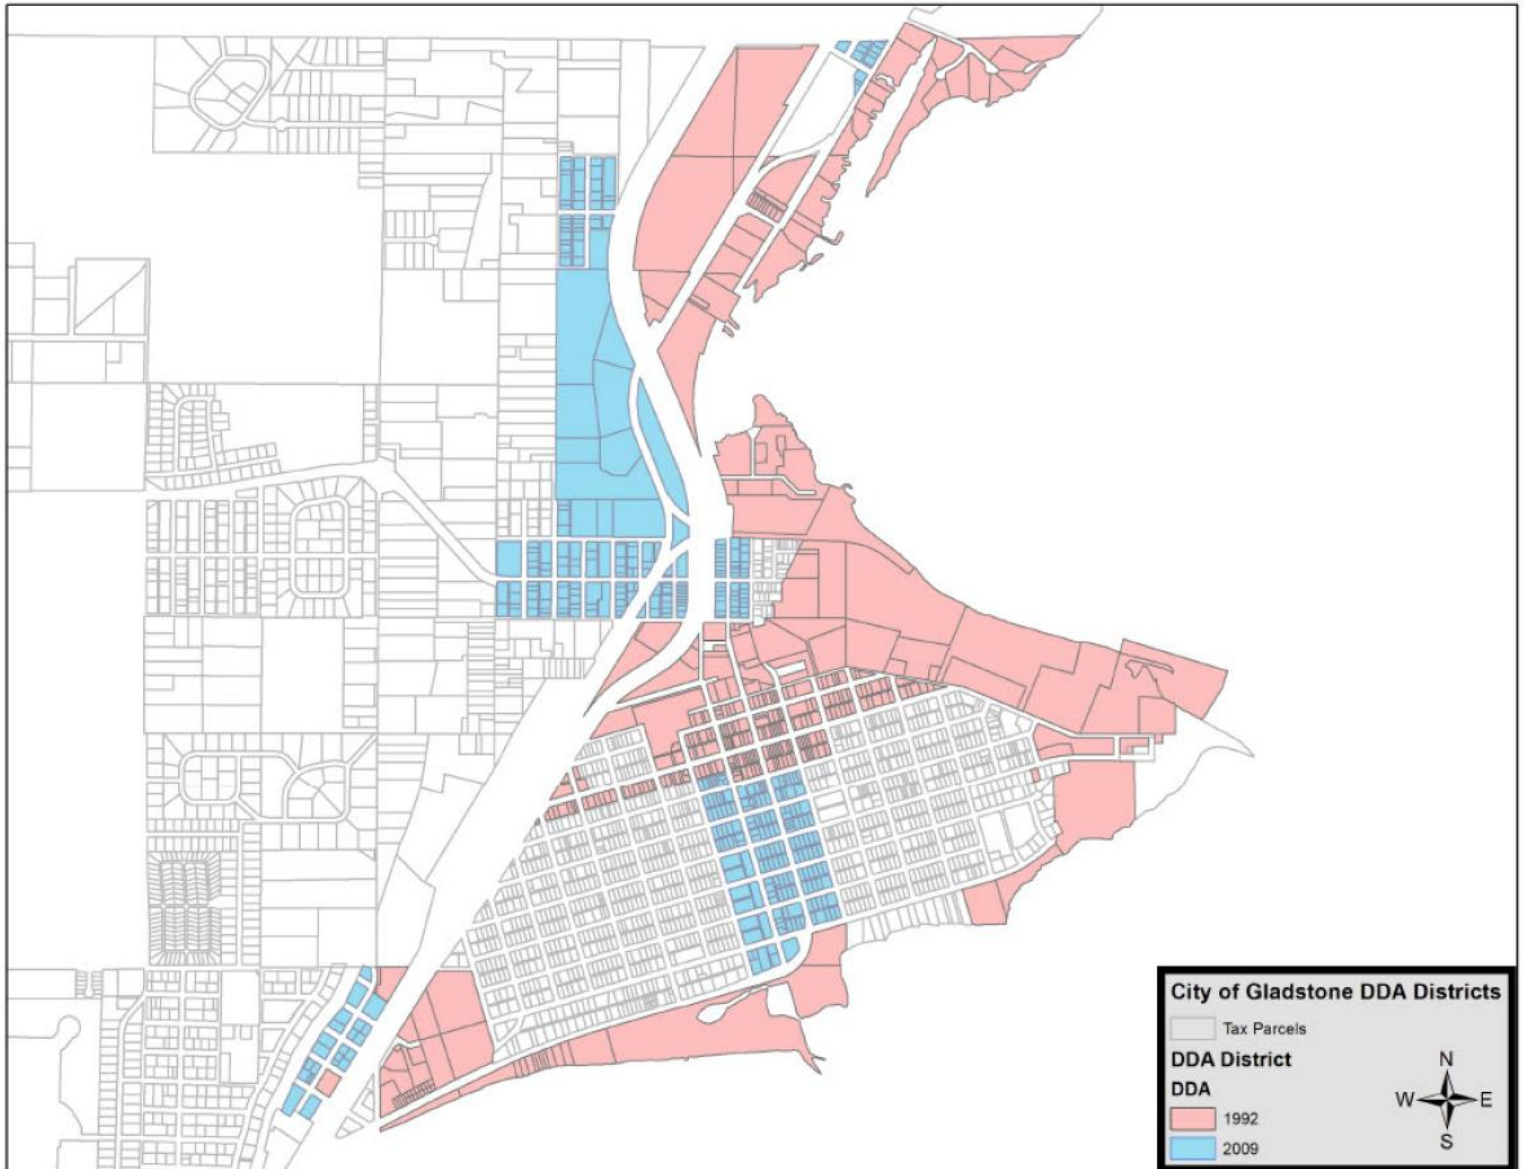 City of Gladstone DDA Districts
Tax Parcels
DDA District
DDA
1992
2009
N
W E
S